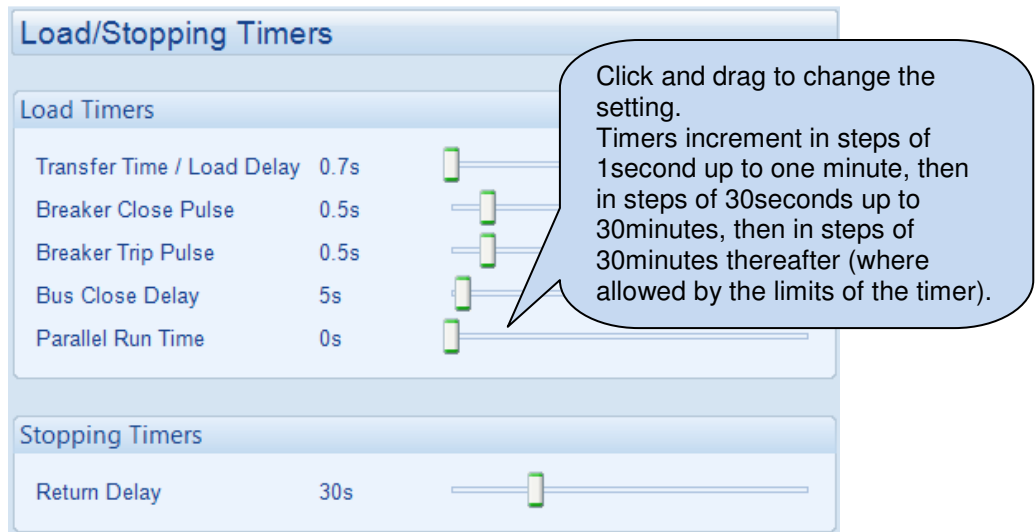 Load/Stopping Timers
Load Timers
Transfer Time / Load Delay 0.7s
Breaker Close Pulse 0.5s
Breaker Trip Pulse 0.5s
Bus Close Delay 5s
Parallel Run Time 0s
Click and drag to change the
setting.
Timers increment in steps of
1second up to one minute, then
in steps of 30seconds up to
30minutes, then in steps of
30minutes thereafter (where
allowed by the limits of the timer).
Stopping Timers
Return Delay 30s